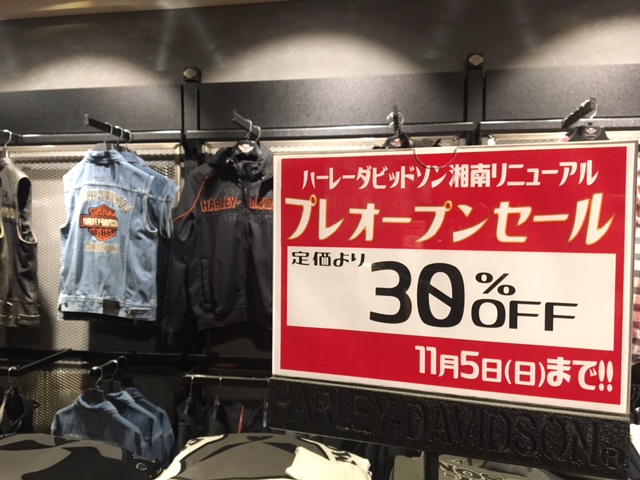 ハーレーダビッドソン湘南リニューアル
プレオープンセール
定価より
30%OFF
11月5日(日)まで!!
HARLEY-DAVIDSON
HARLEY-DAVIDSON